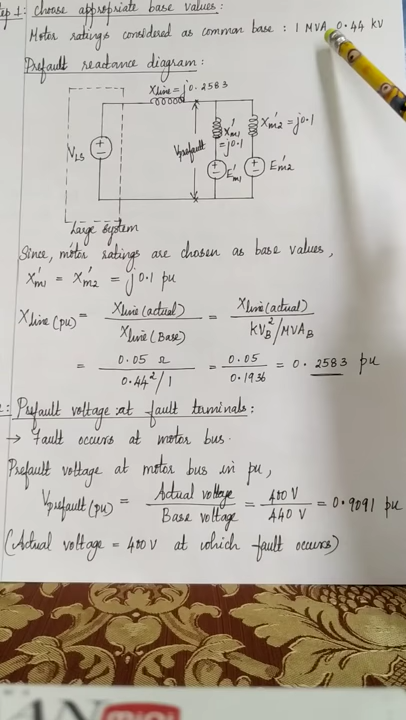 ep 1: Choose appropriate base values:
Motor ratings considered as common base : 1 MVA, 0.44 kV
Prefault reactance diagram:
Xline = j0.2583
VLS
Vprefault
X'm1 = j0.1
X'm2 = j0.1
E'm1
E'm2
Large system
Since, motor ratings are chosen as base values,
X'm1 = X'm2 = j0.1 pu
Xline(pu) = Xline(actual) / Xline(Base) = Xline(actual) / KVB²/MVAB
= 0.05 Ω / 0.44²/1 = 0.05 / 0.1936 = 0.2583 pu
2: Prefault voltage at fault terminals:
→ Fault occurs at motor bus.
Prefault voltage at motor bus in pu,
Vprefault(pu) = Actual voltage / Base voltage = 400 V / 440 V = 0.9091 pu
(Actual voltage = 400 V at which fault occurs)